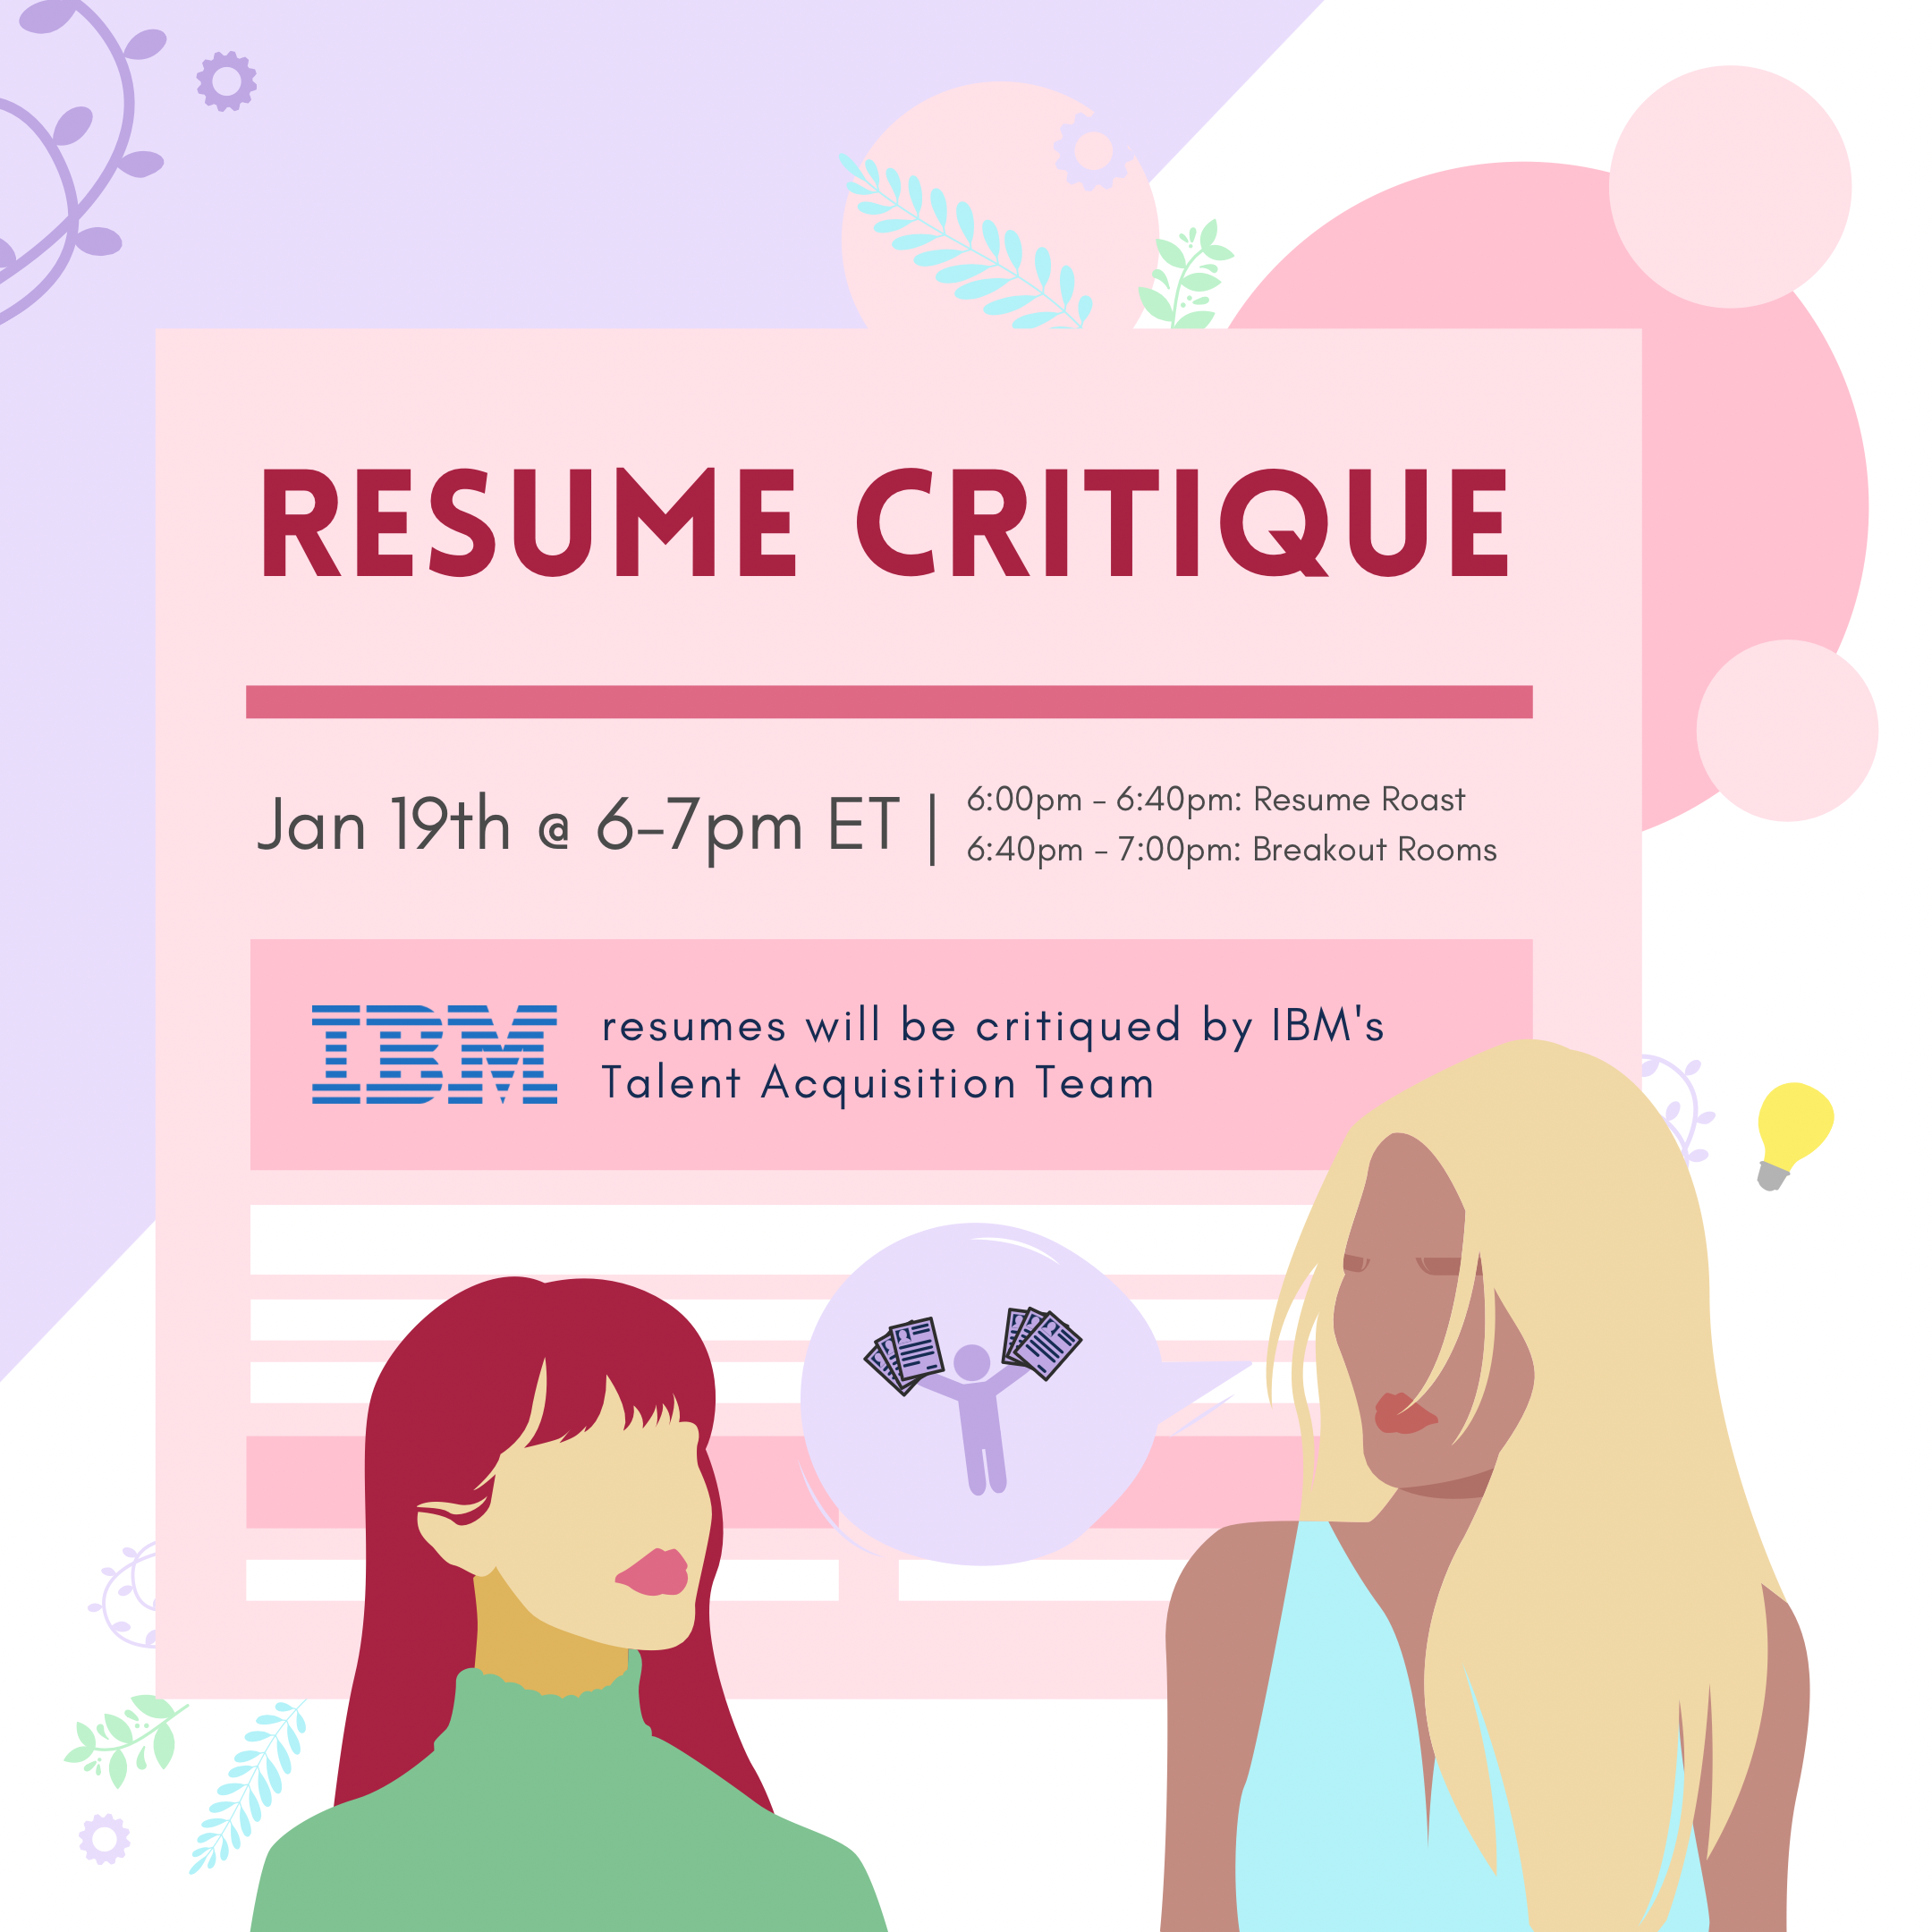 RESUME CRITIQUE
Jan 19th @ 6-7pm ET |
6:00pm - 6:40pm: Resume Roast
6:40pm - 7:00pm: Breakout Rooms
IBM
resumes will be critiqued by IBM's
Talent Acquisition Team